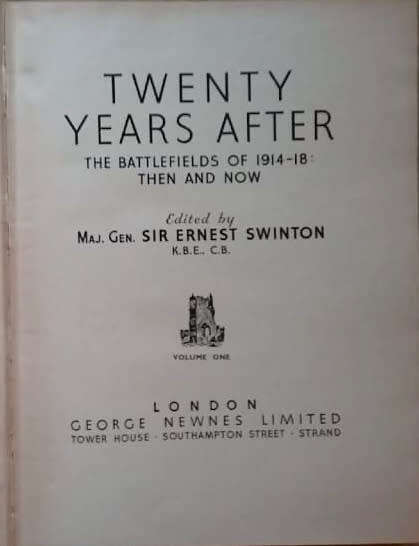 TWENTY
YEARS AFTER
THE BATTLEFIELDS OF 1914-18:
THEN AND NOW
Edited by
MAJ. GEN. SIR ERNEST SWINTON
K.B.E., C.B.
VOLUME ONE
LONDON
GEORGE NEWNES LIMITED
TOWER HOUSE · SOUTHAMPTON STREET · STRAND